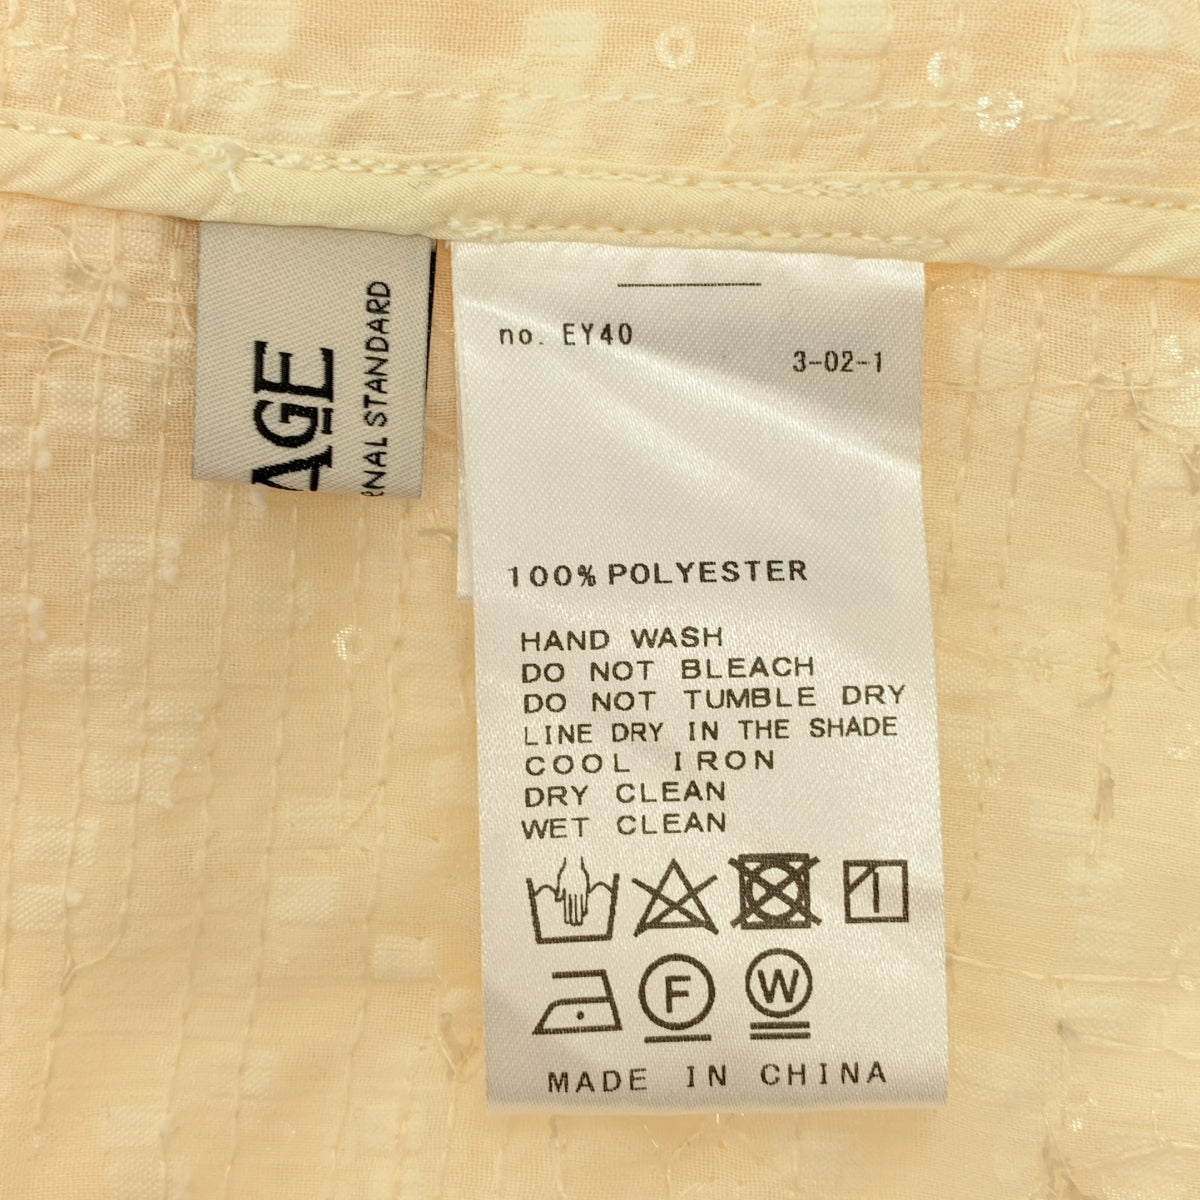 AGE
STANDARD
no. EY40
3-02-1
100% POLYESTER
HAND WASH
DO NOT BLEACH
DO NOT TUMBLE DRY
LINE DRY IN THE SHADE
COOL IRON
DRY CLEAN
WET CLEAN
F
W
MADE IN CHINA